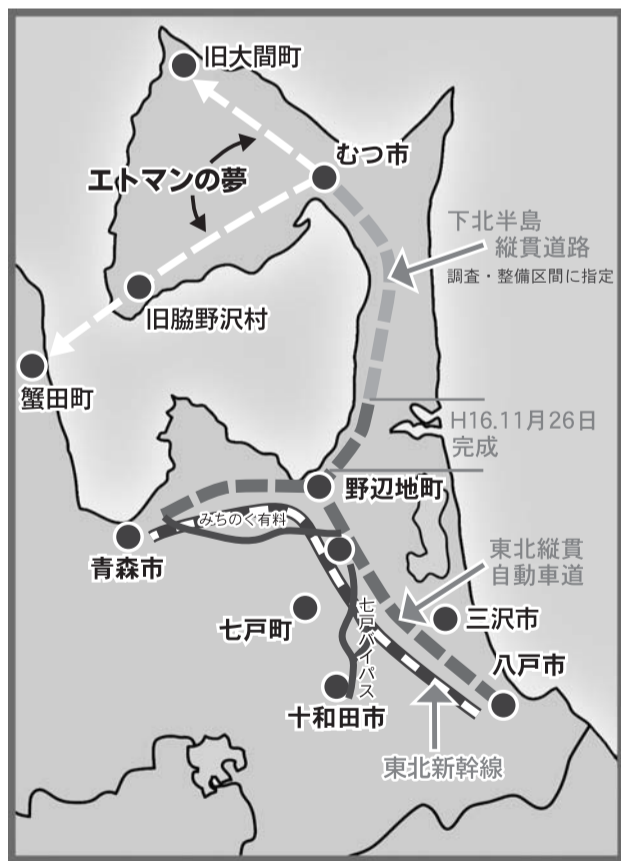 旧大間町
むつ市
エトマンの夢
下北半島
縦貫道路
調査・整備区間に指定
旧脇野沢村
蟹田町
H16.11月26日
完成
野辺地町
みちのく有料
青森市
東北縦貫
自動車道
七戸町
七戸バイパス
三沢市
八戸市
十和田市
東北新幹線